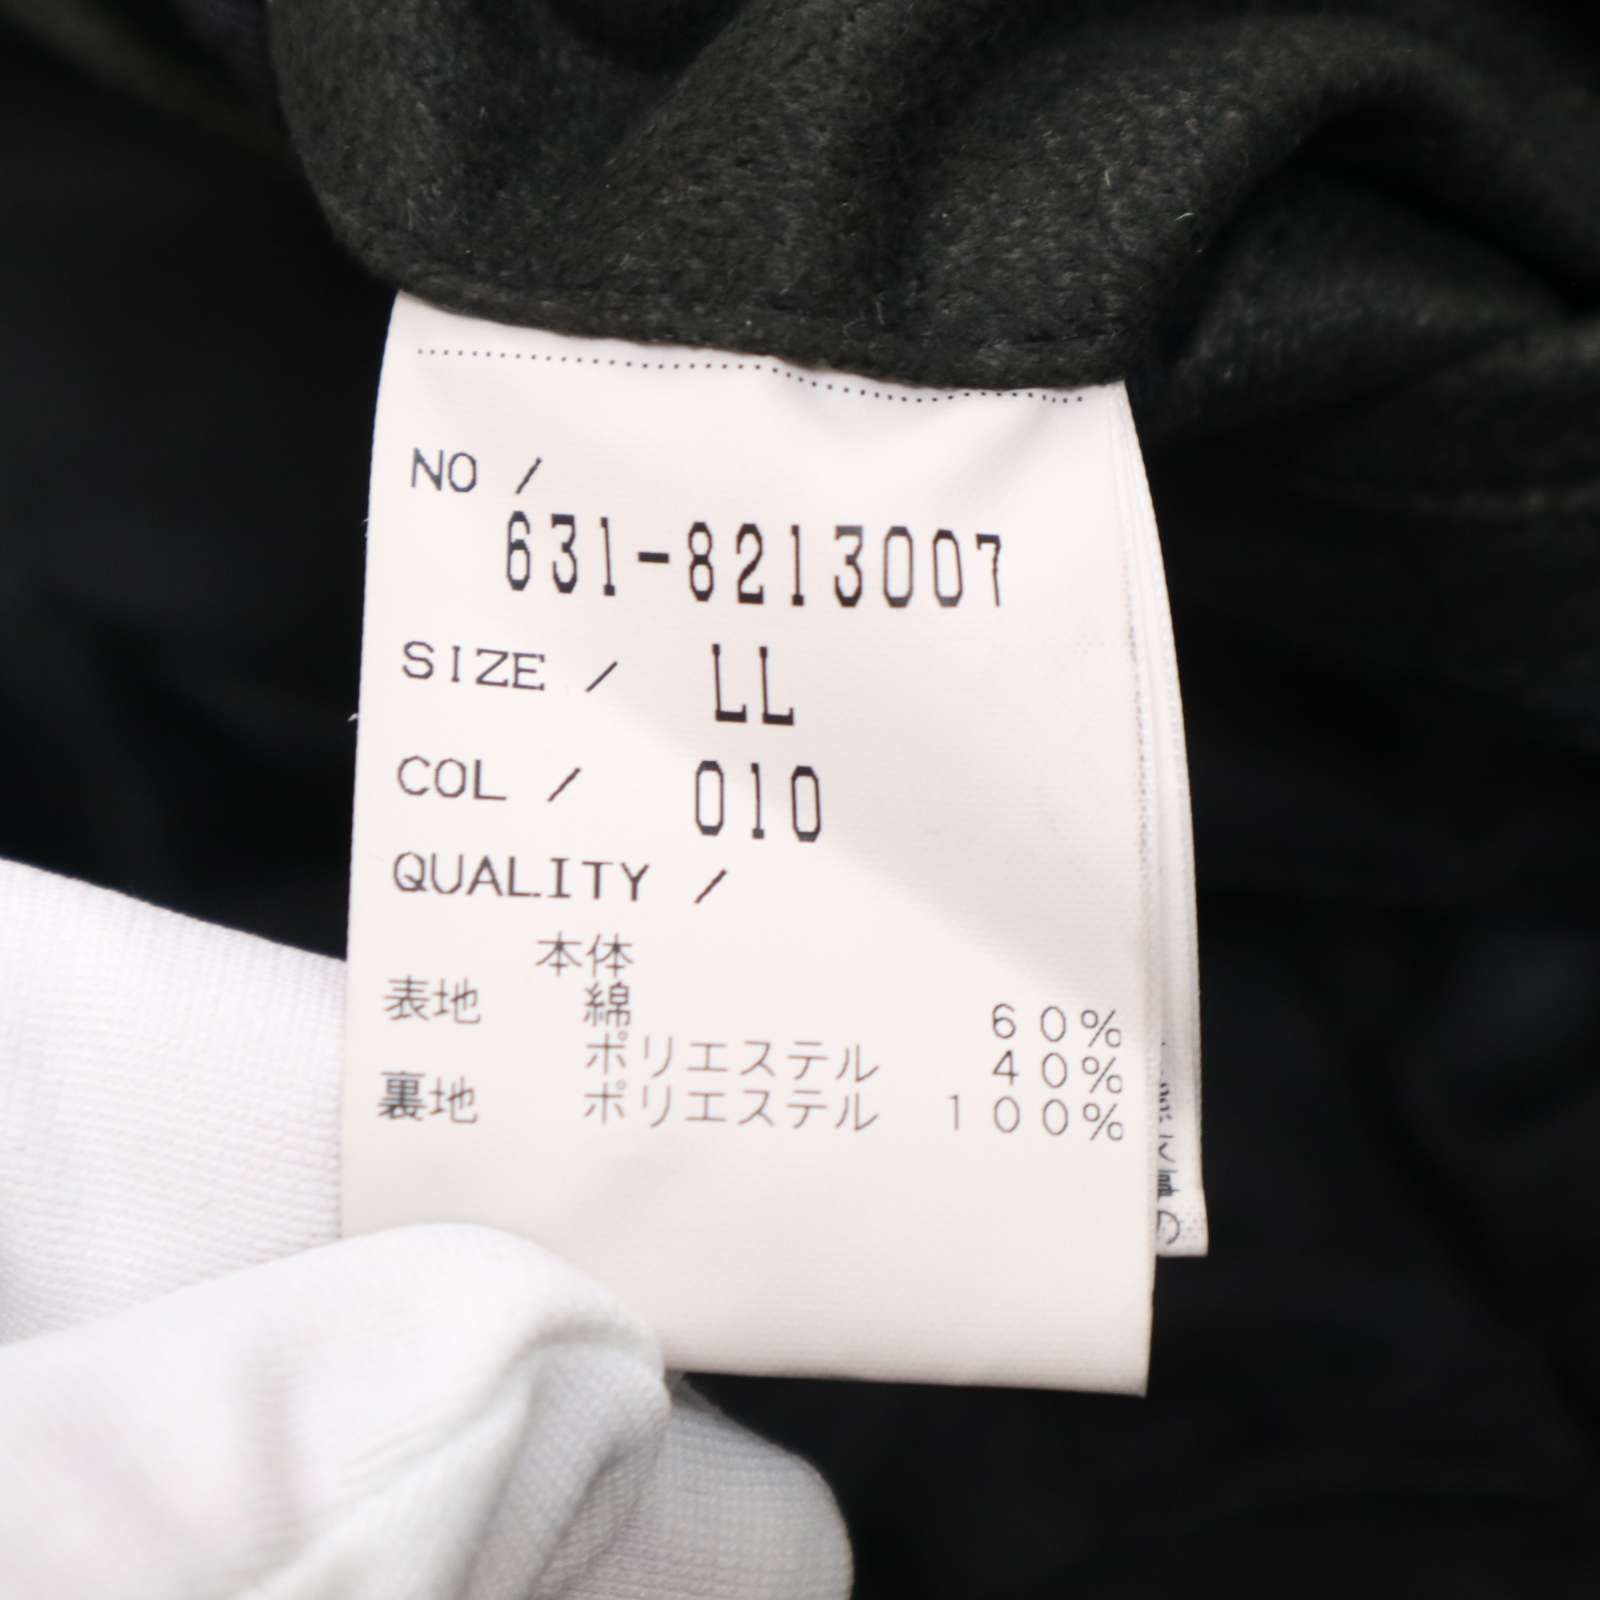 NO /
631-8213007
SIZE / LL
COL / 010
QUALITY /
本体
表地 綿 60%
ポリエステル 40%
裏地 ポリエステル 100%